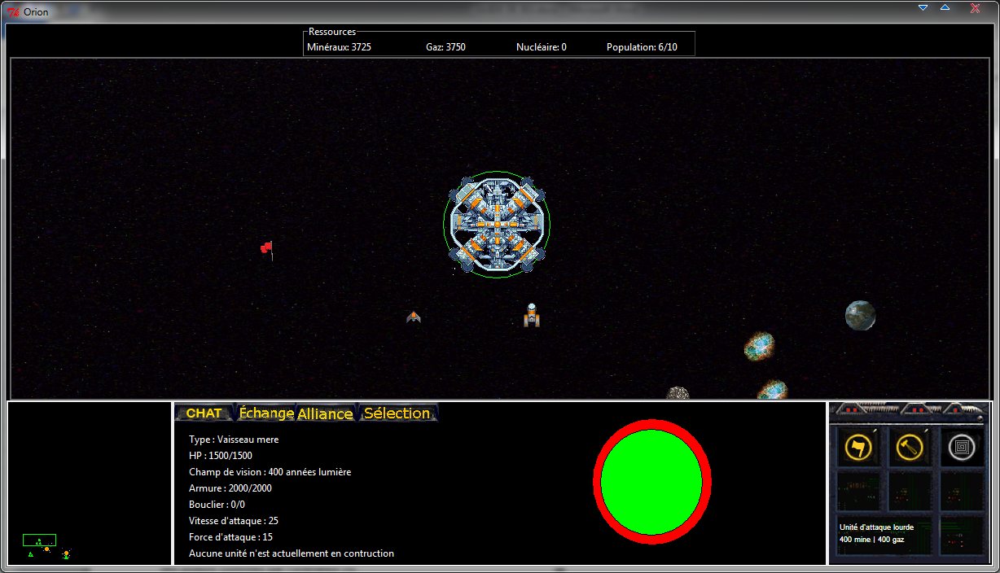 Orion
Ressources
Minéraux: 3725 Gaz: 3750 Nucléaire: 0 Population: 6/10
CHAT Échange Alliance Sélection
Type : Vaisseau mere
HP : 1500/1500
Champ de vision : 400 années lumière
Armure : 2000/2000
Bouclier : 0/0
Vitesse d'attaque : 25
Force d'attaque : 15
Aucune unité n'est actuellement en contruction
Unité d'attaque lourde
400 mine | 400 gaz